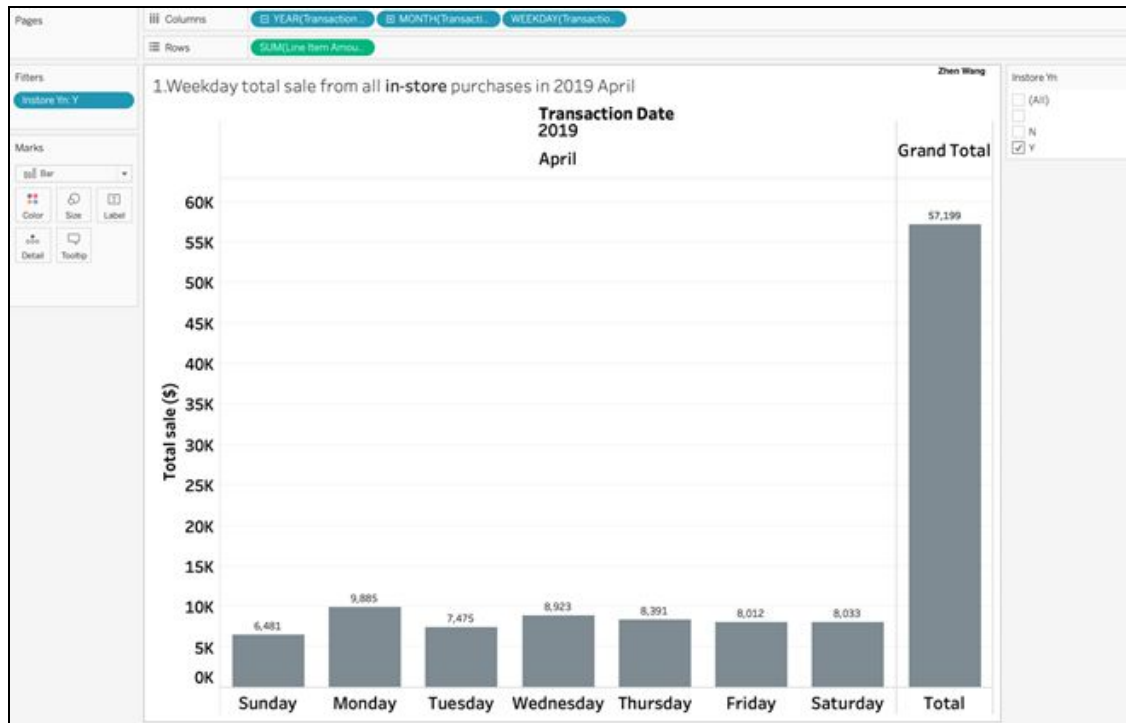 Pages
Columns
YEAR(Transaction ..
MONTH(Transacti..
WEEKDAY(Transactio..
Rows
SUM(Line Item Amou..
Filters
Instore Yn: Y
Marks
Bar
Color
Size
Label
Detail
Tooltip
Zhen Wang
1.Weekday total sale from all in-store purchases in 2019 April
Transaction Date
2019
April
Grand Total
Total sale ($)
60K
55K
50K
45K
40K
35K
30K
25K
20K
15K
10K
5K
0K
6,481
9,885
7,475
8,923
8,391
8,012
8,033
57,199
Sunday
Monday
Tuesday
Wednesday
Thursday
Friday
Saturday
Total
Instore Yn
(All)
N
Y